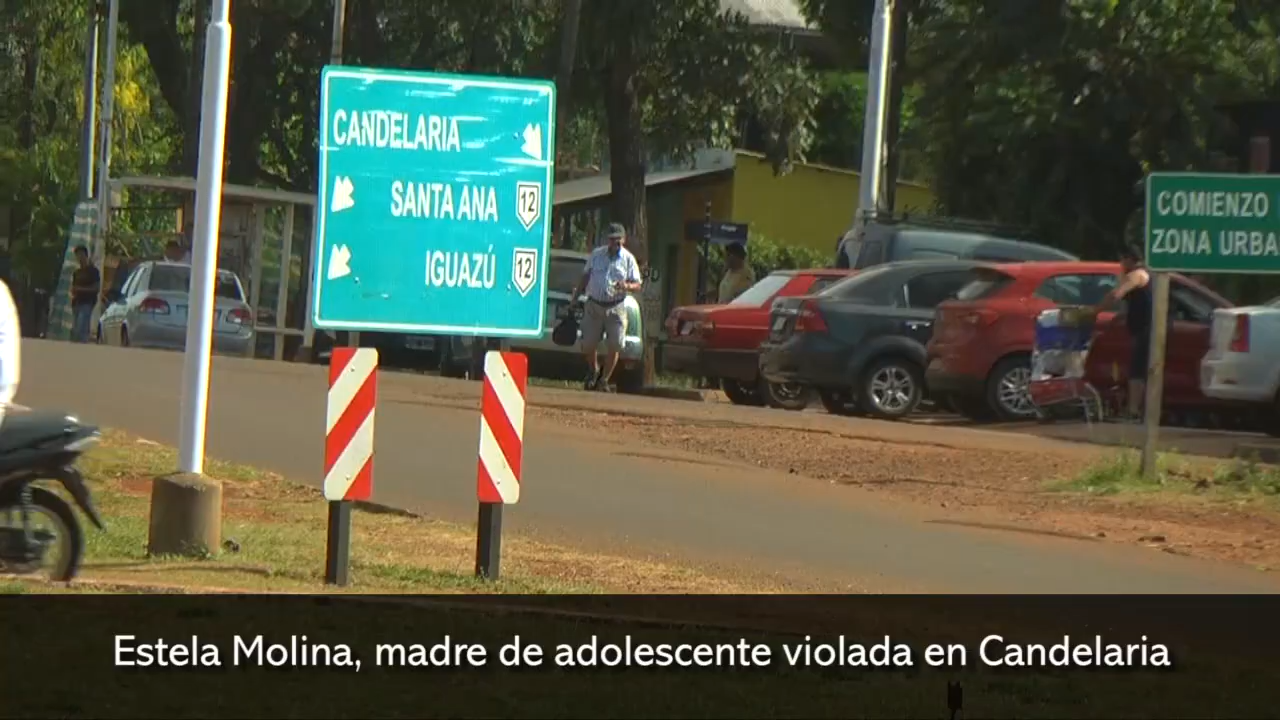 CANDELARIA
SANTA ANA 12
IGUAZÚ 12
COMIENZO
ZONA URBA
Estela Molina, madre de adolescente violada en Candelaria